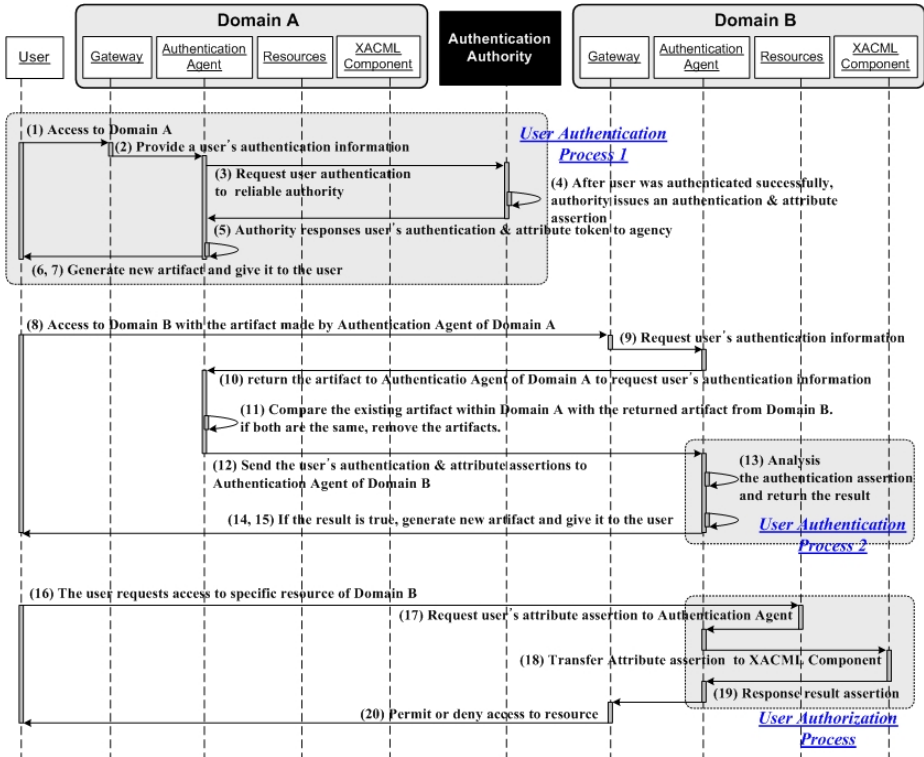 Domain A
Domain B
User
Gateway
Authentication
Agent
Resources
XACML
Component
Authentication
Authority
Gateway
Authentication
Agent
Resources
XACML
Component
(1) Access to Domain A
(2) Provide a user's authentication information
User Authentication
Process 1
(3) Request user authentication
to reliable authority
(4) After user was authenticated successfully,
authority issues an authentication & attribute
assertion
(5) Authority responses user's authentication & attribute token to agency
(6, 7) Generate new artifact and give it to the user
(8) Access to Domain B with the artifact made by Authentication Agent of Domain A
(9) Request user's authentication information
(10) return the artifact to Authenticatio Agent of Domain A to request user's authentication information
(11) Compare the existing artifact within Domain A with the returned artifact from Domain B.
if both are the same, remove the artifacts.
(12) Send the user's authentication & attribute assertions to
Authentication Agent of Domain B
(13) Analysis
the authentication assertion
and return the result
(14, 15) If the result is true, generate new artifact and give it to the user
User Authentication
Process 2
(16) The user requests access to specific resource of Domain B
(17) Request user's attribute assertion to Authentication Agent
(18) Transfer Attribute assertion to XACML Component
(19) Response result assertion
(20) Permit or deny access to resource
User Authorization
Process